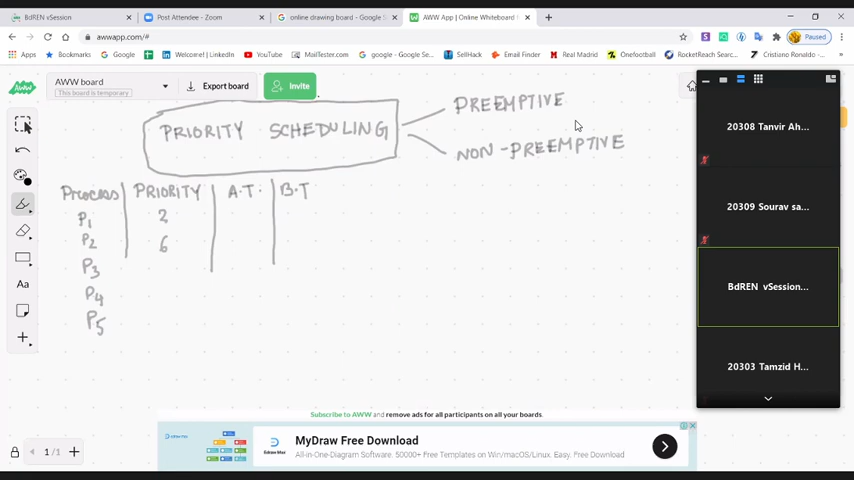 BdREN vSession
Post Attendee - Zoom
online drawing board - Google S
AWW App | Online Whiteboard
awwapp.com/#
Paused
Apps
Bookmarks
Google
Welcome! | LinkedIn
YouTube
MailTester.com
google - Google Se...
SellHack
Email Finder
Real Madrid
Onefootball
RocketReach Searc...
Cristiano Ronaldo -...
AWW board
This board is temporary
Export board
Invite
PRIORITY SCHEDULING
PREEMPTIVE
NON-PREEMPTIVE
Process PRIORITY A.T. B.T
P1 2
P2 6
P3
P4
P5
Aa
20308 Tanvir Ah...
20309 Sourav sa...
BdREN vSession...
20303 Tamzid H...
Subscribe to AWW and remove ads for all participants on all your boards.
MyDraw Free Download
All-in-One Diagram Software. 50000+ Free Templates on Win/macOS/Linux. Easy. Free Download
Edraw Max
1/1